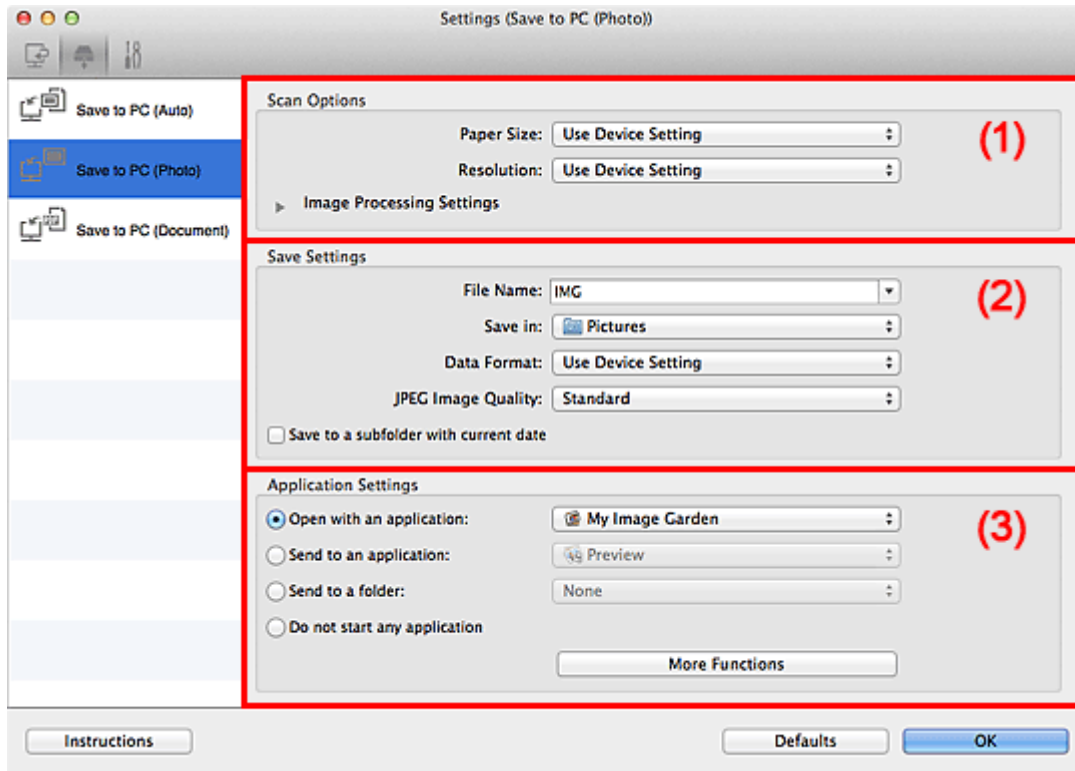 Settings (Save to PC (Photo))
Save to PC (Auto)
Save to PC (Photo)
Save to PC (Document)
Scan Options
(1)
Paper Size: Use Device Setting
Resolution: Use Device Setting
Image Processing Settings
Save Settings
(2)
File Name: IMG
Save in: Pictures
Data Format: Use Device Setting
JPEG Image Quality: Standard
Save to a subfolder with current date
Application Settings
(3)
Open with an application: My Image Garden
Send to an application: Preview
Send to a folder: None
Do not start any application
More Functions
Instructions Defaults OK